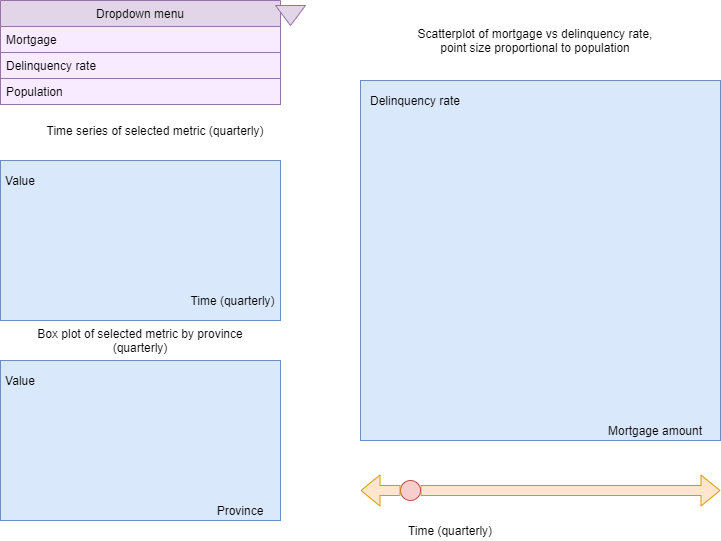 Dropdown menu
Mortgage
Delinquency rate
Population
Time series of selected metric (quarterly)
Value
Time (quarterly)
Box plot of selected metric by province
(quarterly)
Value
Province
Scatterplot of mortgage vs delinquency rate,
point size proportional to population
Delinquency rate
Mortgage amount
Time (quarterly)